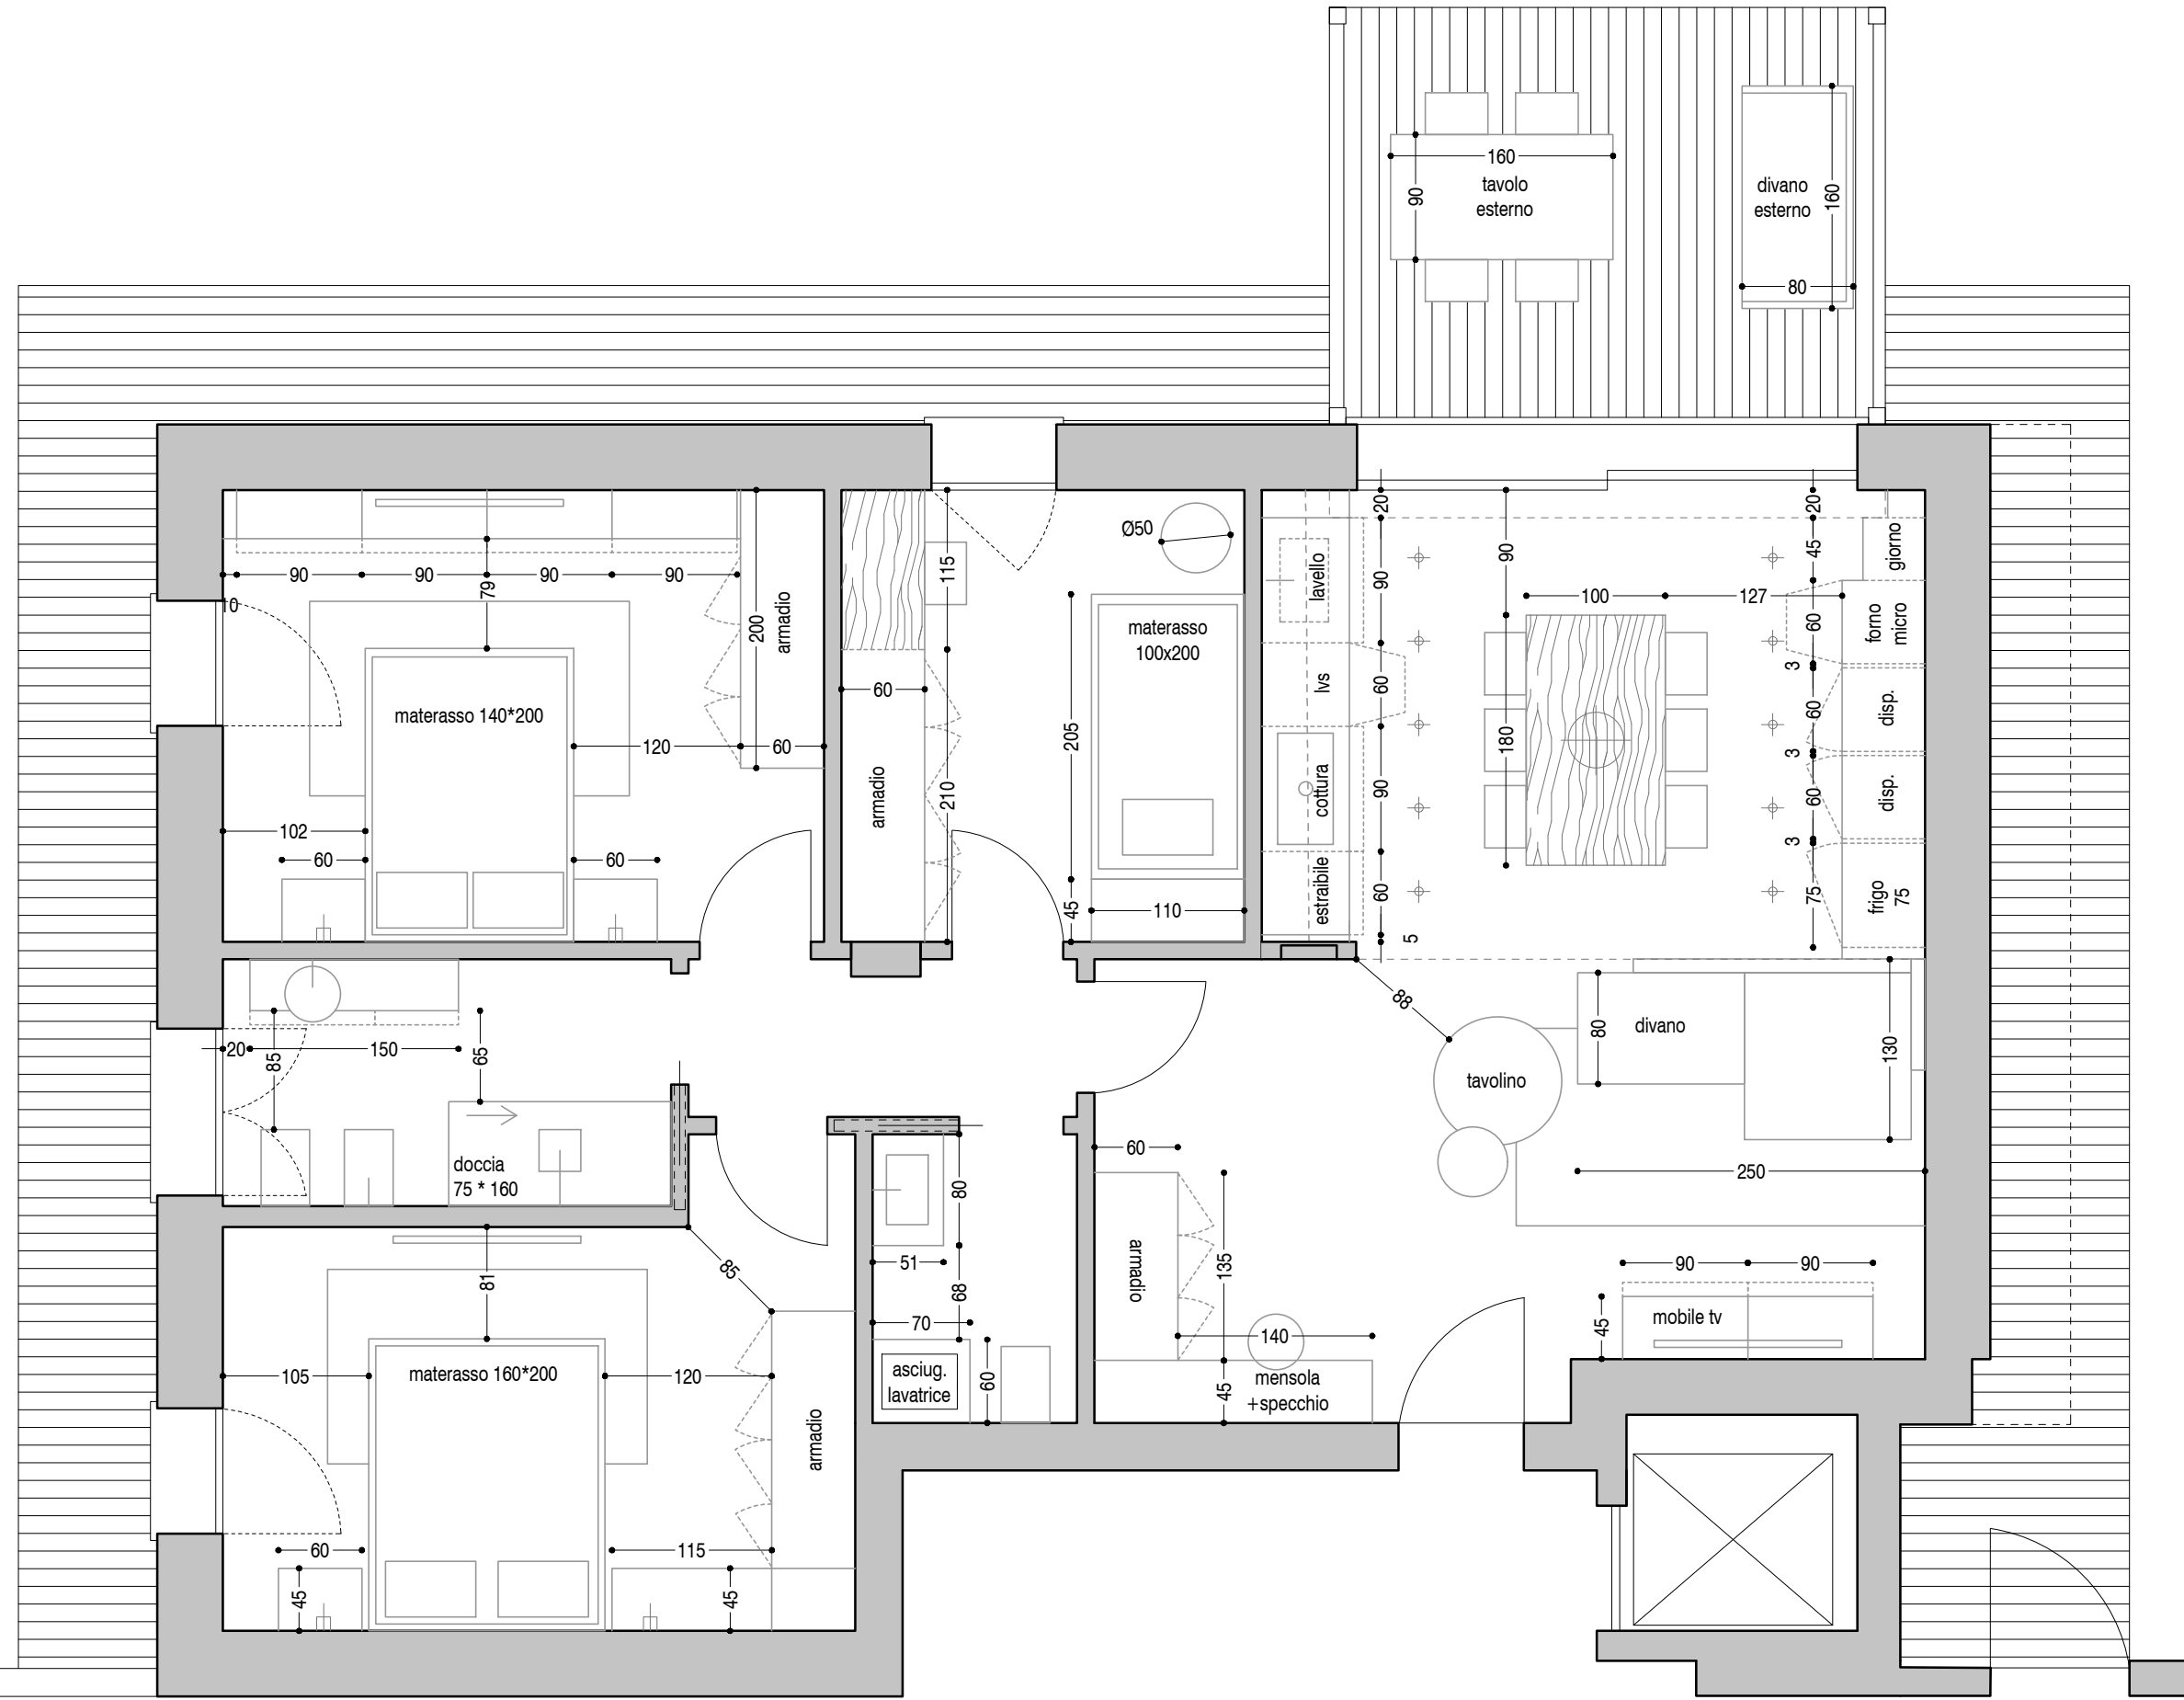 160
90
tavolo
esterno
divano
esterno
160
80
90
90
90
90
10
79
200
armadio
materasso 140*200
120
60
102
60
60
115
60
armadio
210
Ø50
materasso
100x200
205
45
110
20
lavello
90
lvs
60
cottura
90
estraibile
60
5
90
100
127
180
20
45
giorno
60
forno
micro
3
60
disp.
3
60
disp.
3
75
frigo
75
20
150
85
65
doccia
75 * 160
88
tavolino
80
divano
130
250
60
armadio
135
140
45
mensola
+specchio
90
90
45
mobile tv
80
51
68
70
asciug.
lavatrice
60
81
85
105
materasso 160*200
120
armadio
60
45
115
45